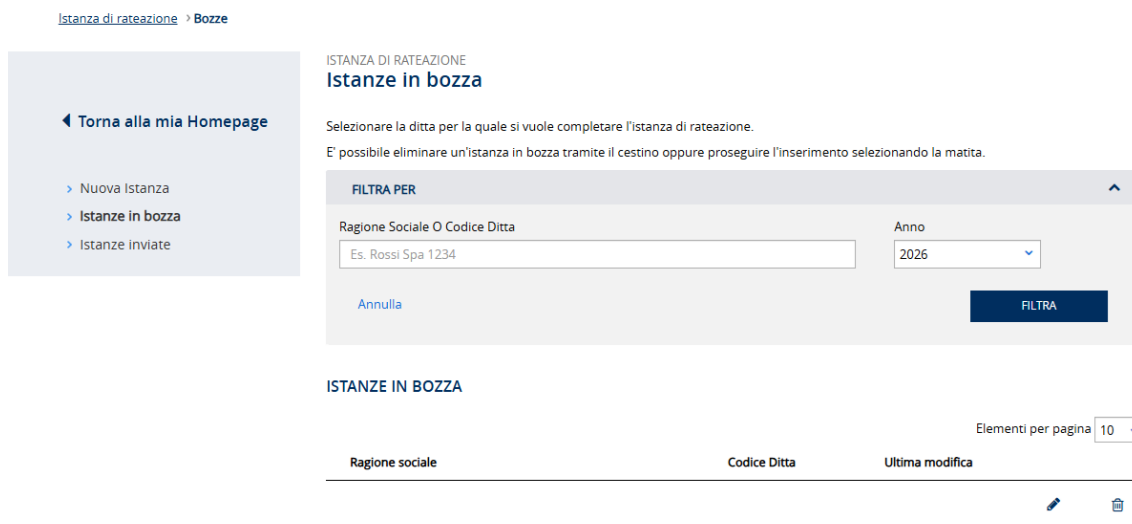 Istanza di rateazione > Bozze
Torna alla mia Homepage
Nuova Istanza
Istanze in bozza
Istanze inviate
ISTANZA DI RATEAZIONE
Istanze in bozza
Selezionare la ditta per la quale si vuole completare l'istanza di rateazione.
E' possibile eliminare un'istanza in bozza tramite il cestino oppure proseguire l'inserimento selezionando la matita.
FILTRA PER
Ragione Sociale O Codice Ditta
Es. Rossi Spa 1234
Anno
2026
Annulla
FILTRA
ISTANZE IN BOZZA
Elementi per pagina 10
Ragione sociale Codice Ditta Ultima modifica